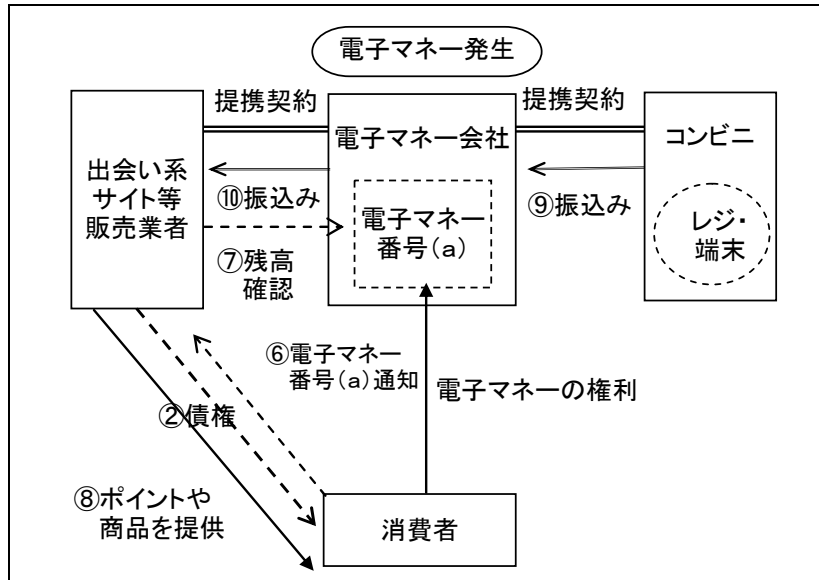 電子マネー発生
提携契約
提携契約
出会い系
サイト等
販売業者
電子マネー会社
コンビニ
⑩振込み
⑨振込み
電子マネー
番号(a)
レジ・
端末
⑦残高
確認
⑥電子マネー
番号(a)通知
電子マネーの権利
②債権
⑧ポイントや
商品を提供
消費者